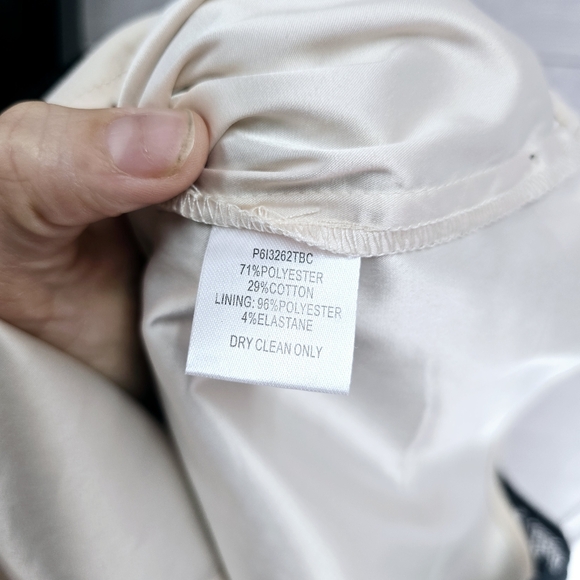 P6I3262TBC
71%POLYESTER
29%COTTON
LINING: 96%POLYESTER
4%ELASTANE
DRY CLEAN ONLY